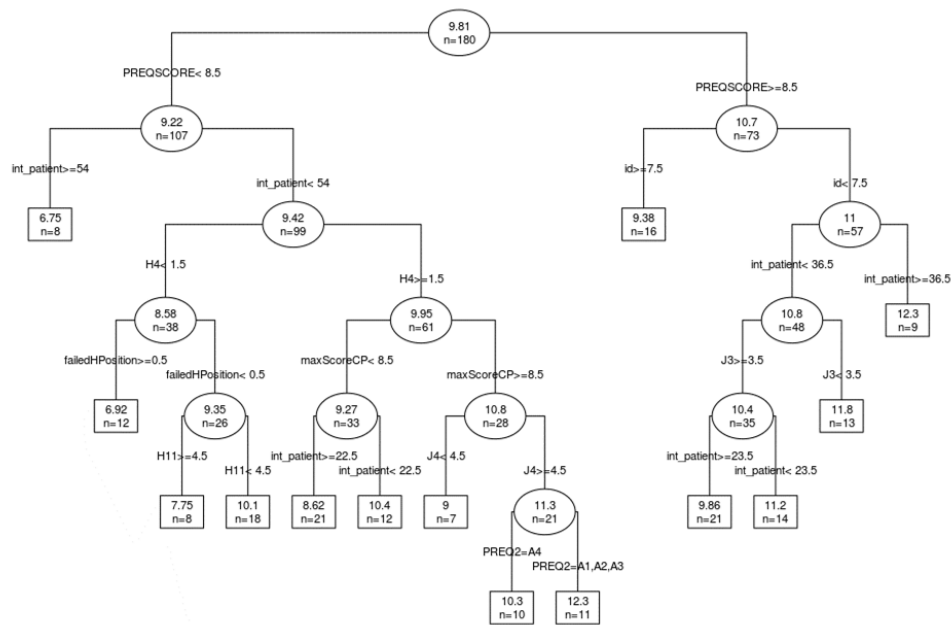 9.81
n=180
PREQSCORE< 8.5
PREQSCORE>=8.5
9.22
n=107
10.7
n=73
int_patient>=54
int_patient< 54
id>=7.5
id< 7.5
6.75
n=8
9.42
n=99
9.38
n=16
11
n=57
H4< 1.5
H4>=1.5
int_patient< 36.5
int_patient>=36.5
8.58
n=38
9.95
n=61
10.8
n=48
12.3
n=9
failedHPosition>=0.5
failedHPosition< 0.5
maxScoreCP< 8.5
maxScoreCP>=8.5
J3>=3.5
J3< 3.5
6.92
n=12
9.35
n=26
9.27
n=33
10.8
n=28
10.4
n=35
11.8
n=13
H11>=4.5
H11< 4.5
int_patient>=22.5
int_patient< 22.5
J4< 4.5
J4>=4.5
int_patient>=23.5
int_patient< 23.5
7.75
n=8
10.1
n=18
8.62
n=21
10.4
n=12
9
n=7
11.3
n=21
9.86
n=21
11.2
n=14
PREQ2=A4
PREQ2=A1,A2,A3
10.3
n=10
12.3
n=11